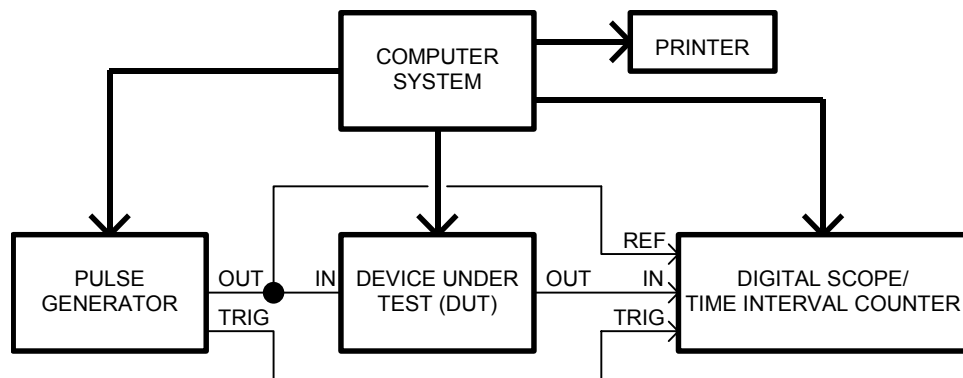 COMPUTER
SYSTEM
PRINTER
REF
PULSE
GENERATOR
OUT
IN
DEVICE UNDER
TEST (DUT)
OUT
IN
DIGITAL SCOPE/
TIME INTERVAL COUNTER
TRIG
TRIG